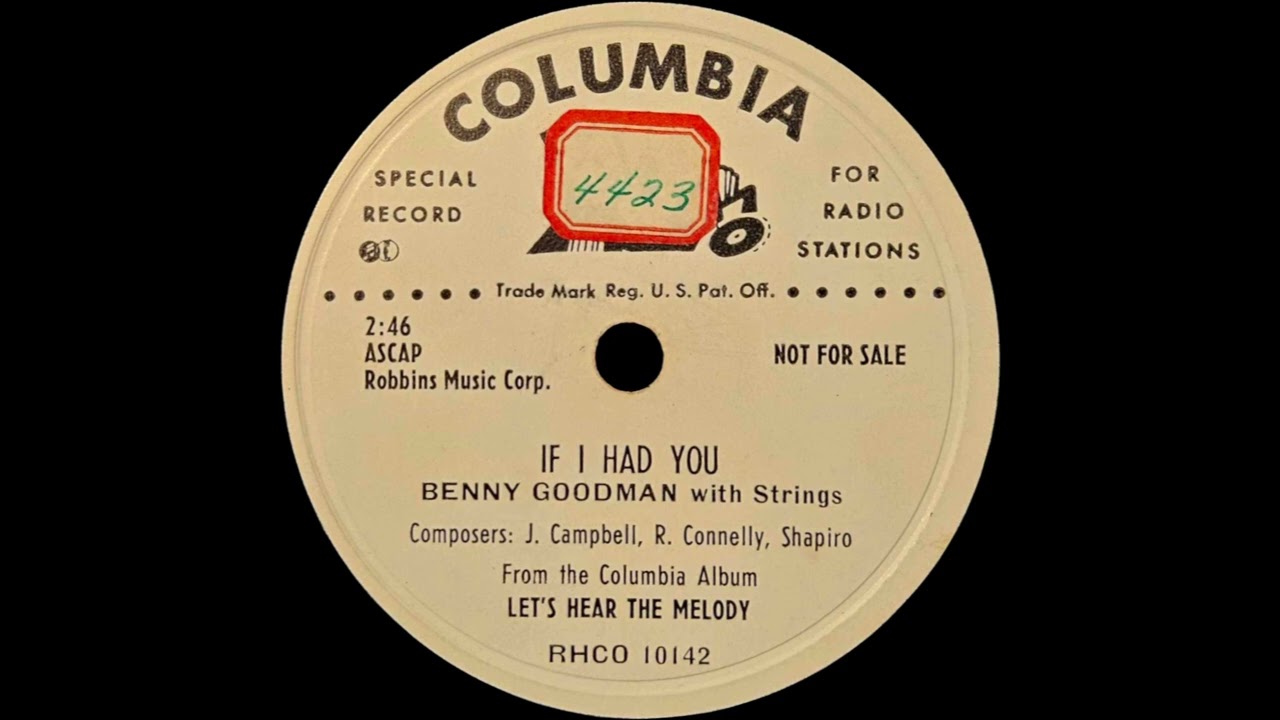 COLUMBIA
4423
SPECIAL
RECORD
FOR
RADIO
STATIONS
Trade Mark Reg. U. S. Pat. Off.
2:46
ASCAP
Robbins Music Corp.
NOT FOR SALE
IF I HAD YOU
BENNY GOODMAN with Strings
Composers: J. Campbell, R. Connelly, Shapiro
From the Columbia Album
LET'S HEAR THE MELODY
RHCO 10142